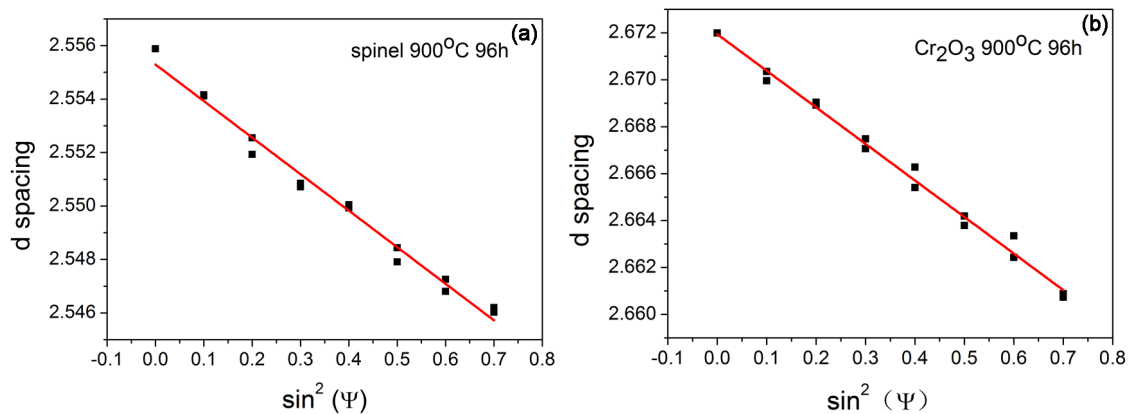 (a)
spinel 900°C 96h
2.556
2.554
2.552
2.550
2.548
2.546
d spacing
-0.1 0.0 0.1 0.2 0.3 0.4 0.5 0.6 0.7 0.8
sin² (Ψ)
(b)
Cr₂O₃ 900°C 96h
2.672
2.670
2.668
2.666
2.664
2.662
2.660
d spacing
-0.1 0.0 0.1 0.2 0.3 0.4 0.5 0.6 0.7 0.8
sin² (Ψ)